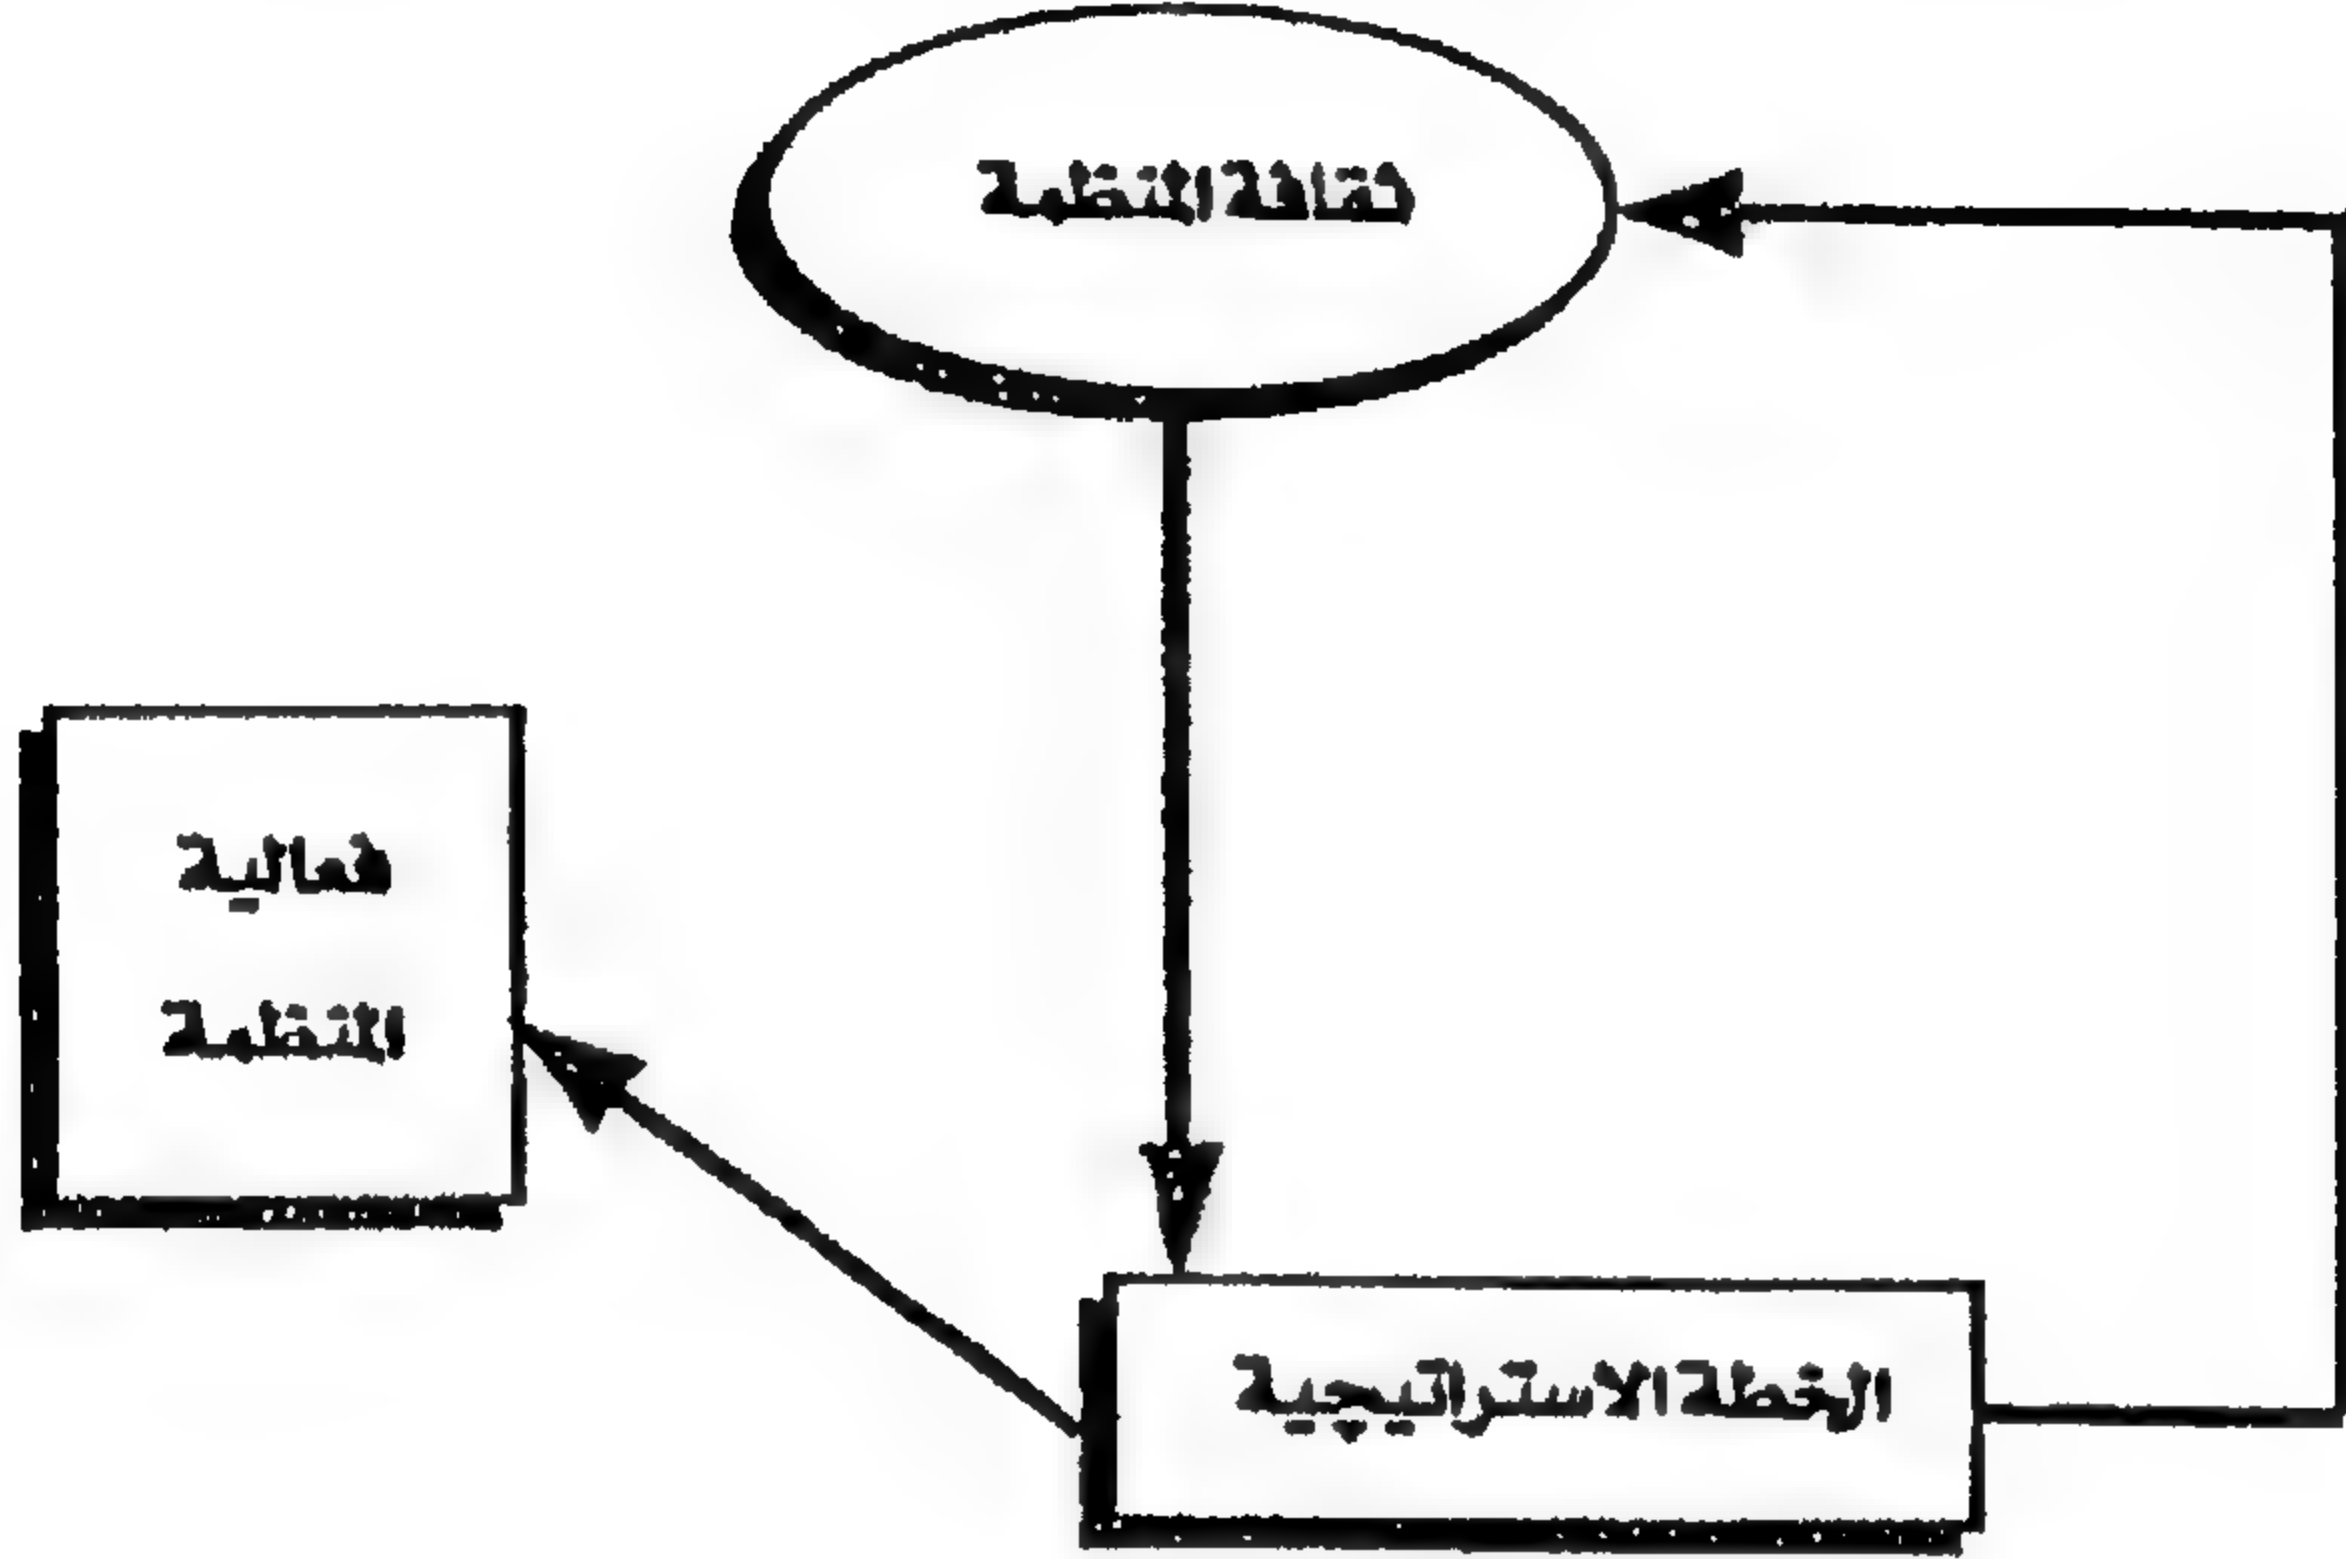 ثقافة المنظمة
فعالية
المنظمة
الخطة الاستراتيجية